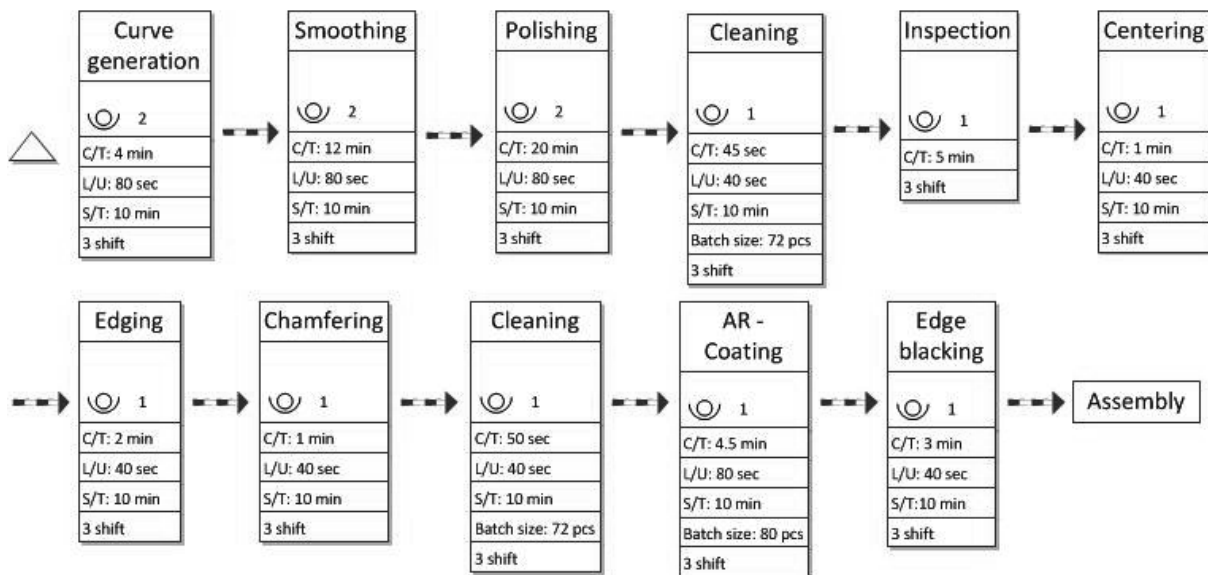 Curve
generation
2
C/T: 4 min
L/U: 80 sec
S/T: 10 min
3 shift
Smoothing
2
C/T: 12 min
L/U: 80 sec
S/T: 10 min
3 shift
Polishing
2
C/T: 20 min
L/U: 80 sec
S/T: 10 min
3 shift
Cleaning
1
C/T: 45 sec
L/U: 40 sec
S/T: 10 min
Batch size: 72 pcs
3 shift
Inspection
1
C/T: 5 min
3 shift
Centering
1
C/T: 1 min
L/U: 40 sec
S/T: 10 min
3 shift
Edging
1
C/T: 2 min
L/U: 40 sec
S/T: 10 min
3 shift
Chamfering
1
C/T: 1 min
L/U: 40 sec
S/T: 10 min
3 shift
Cleaning
1
C/T: 50 sec
L/U: 40 sec
S/T: 10 min
Batch size: 72 pcs
3 shift
AR -
Coating
1
C/T: 4.5 min
L/U: 80 sec
S/T: 10 min
Batch size: 80 pcs
3 shift
Edge
blacking
1
C/T: 3 min
L/U: 40 sec
S/T:10 min
3 shift
Assembly